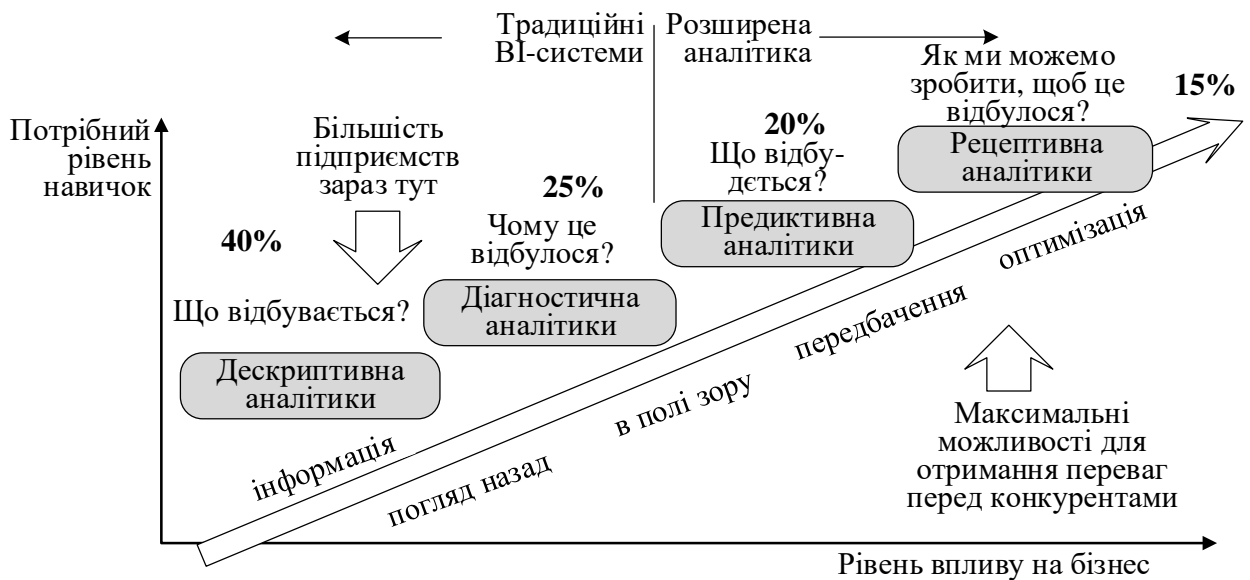 Традиційні
ВІ-системи
Розширена
аналітика
Як ми можемо
зробити, щоб це
відбулося?
15%
Потрібний
рівень
навичок
Більшість
підприємств
зараз тут
20%
Що відбу-
дється?
Рецептивна
аналітики
25%
Чому це
відбулося?
Предиктивна
аналітики
40%
Що відбувається?
Діагностична
аналітики
Дескриптивна
аналітики
інформація
погляд назад
в полі зору
передбачення
оптимізація
Максимальні
можливості для
отримання переваг
перед конкурентами
Рівень впливу на бізнес